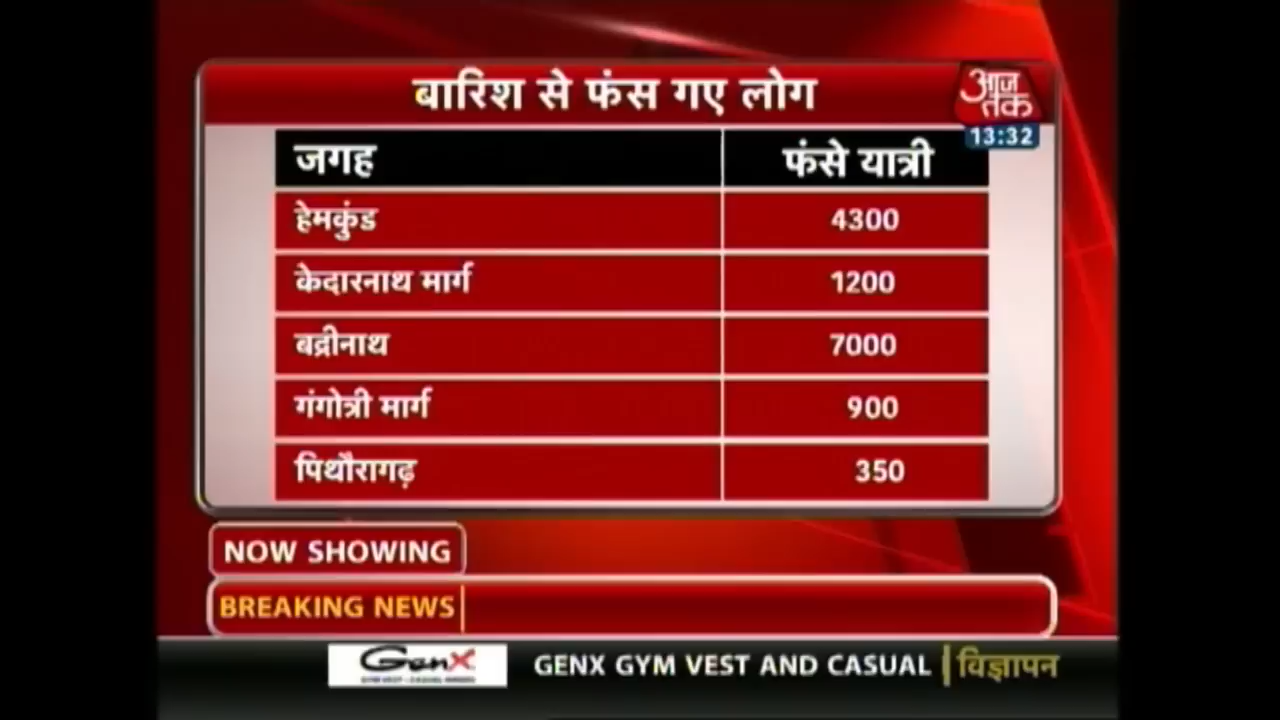 बारिश से फंस गए लोग
आज
तक
13:32
जगह फंसे यात्री
हेमकुंड 4300
केदारनाथ मार्ग 1200
बद्रीनाथ 7000
गंगोत्री मार्ग 900
पिथौरागढ़ 350
NOW SHOWING
BREAKING NEWS
GenX
GENX GYM VEST AND CASUAL विज्ञापन